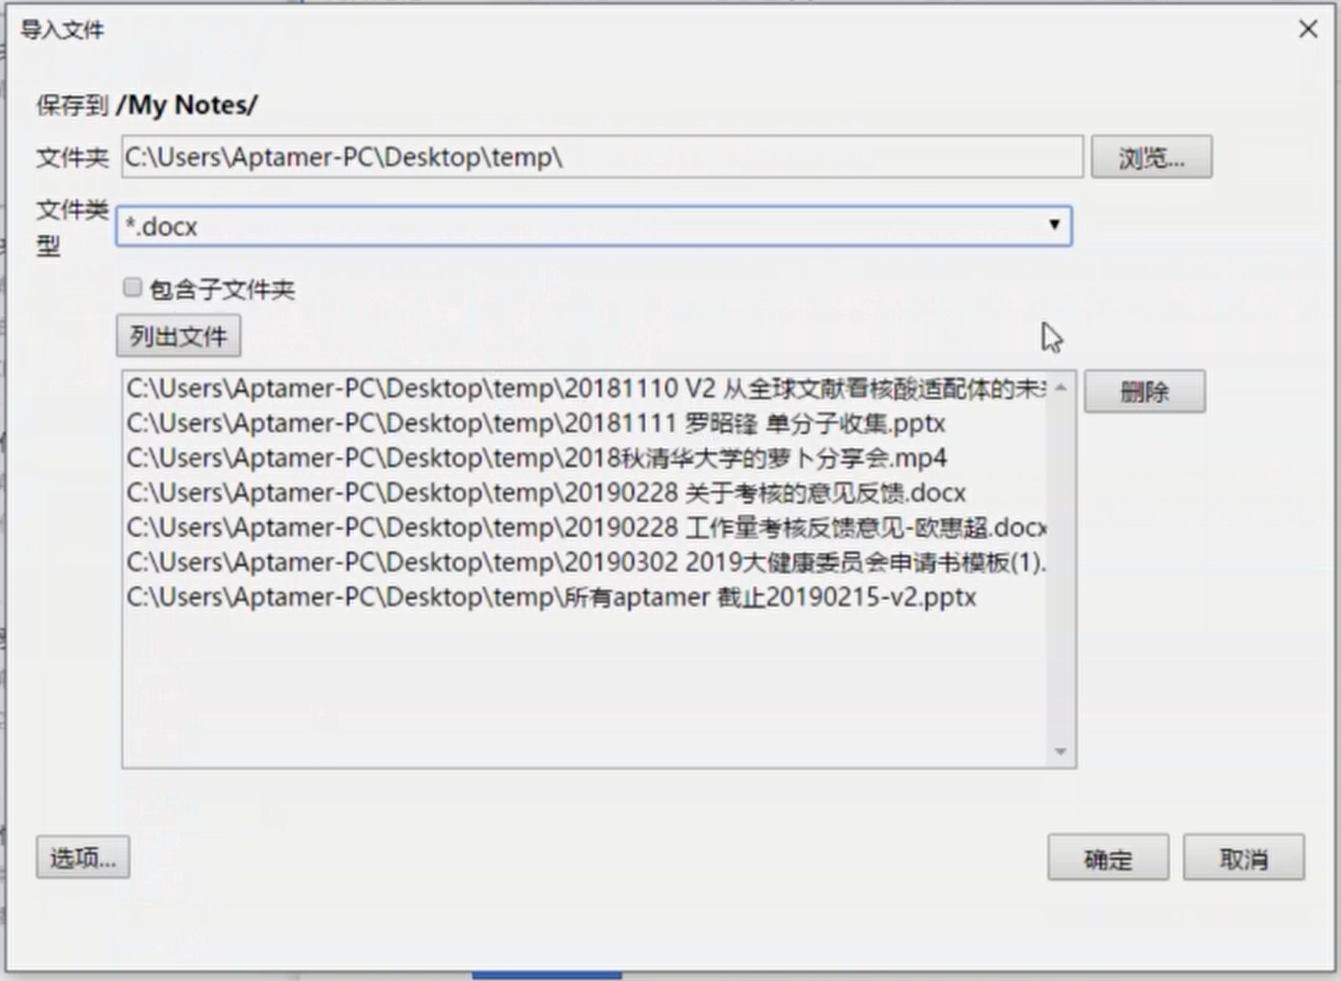 导入文件
保存到 /My Notes/
文件夹 C:\Users\Aptamer-PC\Desktop\temp\ 浏览...
文件类型 *.docx
包含子文件夹
列出文件
C:\Users\Aptamer-PC\Desktop\temp\20181110 V2 从全球文献看核酸适配体的未 删除
C:\Users\Aptamer-PC\Desktop\temp\20181111 罗昭锋 单分子收集.pptx
C:\Users\Aptamer-PC\Desktop\temp\2018秋清华大学的萝卜分享会.mp4
C:\Users\Aptamer-PC\Desktop\temp\20190228 关于考核的意见反馈.docx
C:\Users\Aptamer-PC\Desktop\temp\20190228 工作量考核反馈意见-欧惠超.docx
C:\Users\Aptamer-PC\Desktop\temp\20190302 2019大健康委员会申请书模板(1).
C:\Users\Aptamer-PC\Desktop\temp\所有aptamer 截止20190215-v2.pptx
选项... 确定 取消